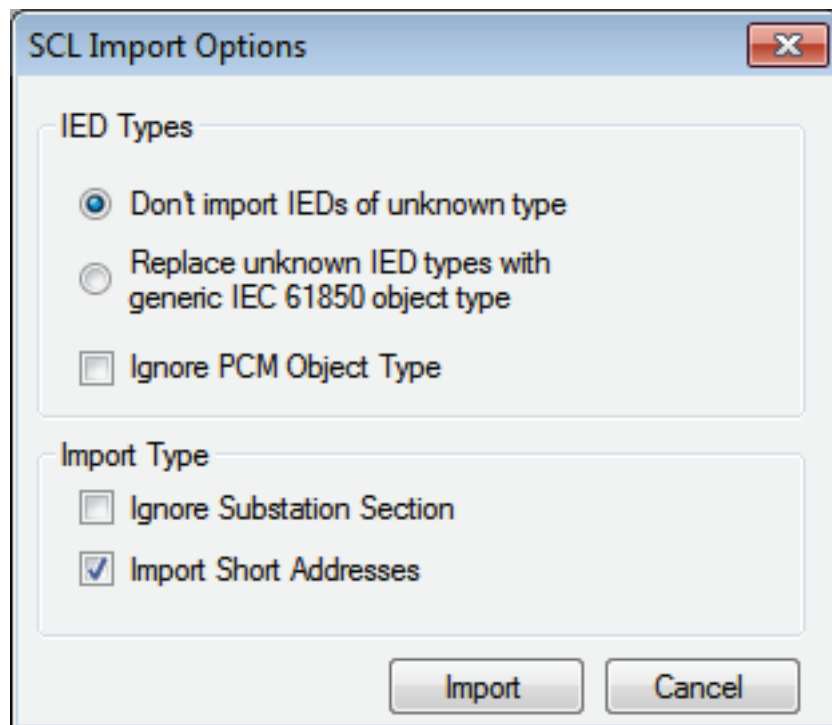 SCL Import Options
IED Types
Don't import IEDs of unknown type
Replace unknown IED types with
generic IEC 61850 object type
Ignore PCM Object Type
Import Type
Ignore Substation Section
Import Short Addresses
Import
Cancel